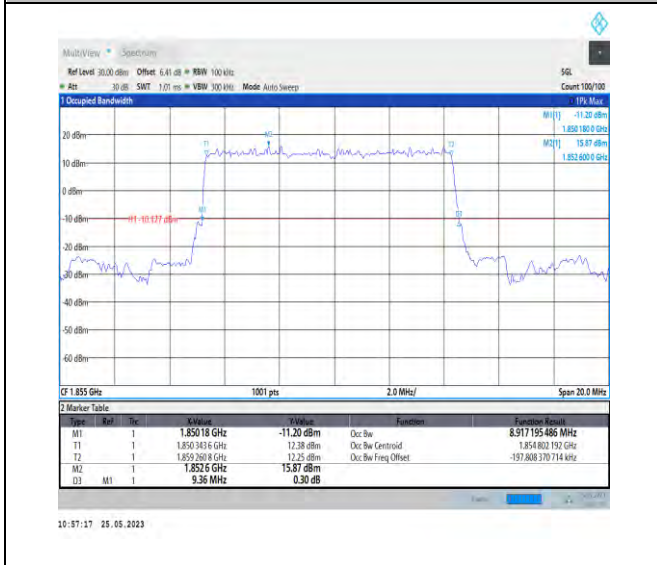 MultiView Spectrum
Ref Level 30.00 dBm Offset 6.41 dB RBW 100 kHz SGL
Att 30 dB SWT 1.01 ms VBW 300 kHz Mode Auto Sweep Count 100/100
1 Occupied Bandwidth 1Pk Max
M1[1] -11.20 dBm
1.850 180 0 GHz
20 dBm M2[1] 15.87 dBm
1.852 600 0 GHz
T1 M2 T2
10 dBm
0 dBm
M1
-10 dBm H1 -10.127 dBm
-20 dBm
-30 dBm
-40 dBm
-50 dBm
-60 dBm
CF 1.855 GHz 1001 pts 2.0 MHz/ Span 20.0 MHz
2 Marker Table
Type Ref Trc X-Value Y-Value Function Function Result
M1 1 1.85018 GHz -11.20 dBm Occ Bw 8.917 195 486 MHz
T1 1 1.850 343 6 GHz 12.38 dBm Occ Bw Centroid 1.854 802 192 GHz
T2 1 1.859 260 8 GHz 12.25 dBm Occ Bw Freq Offset -197.808 370 714 kHz
M2 1 1.8526 GHz 15.87 dBm
D3 M1 1 9.36 MHz 0.30 dB
10:57:17 25.05.2023